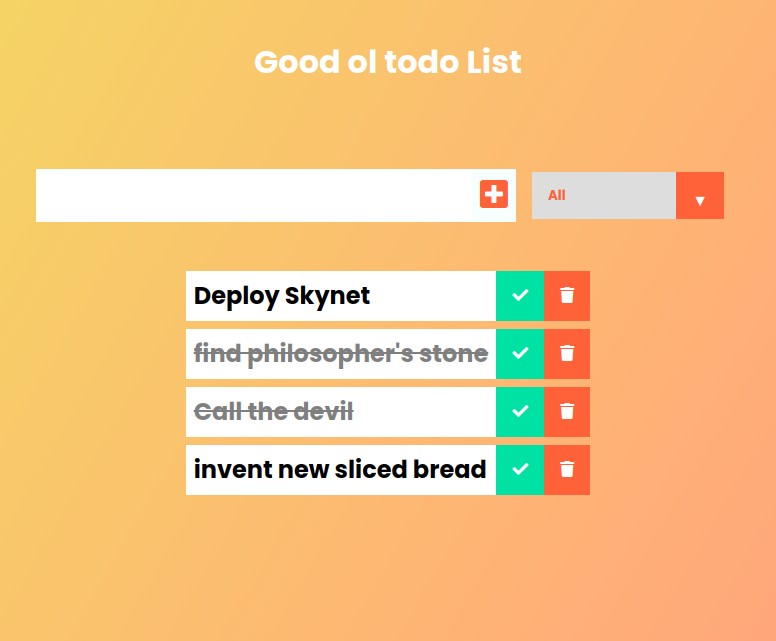 Good ol todo List
All
Deploy Skynet
find philosopher's stone
Call the devil
invent new sliced bread